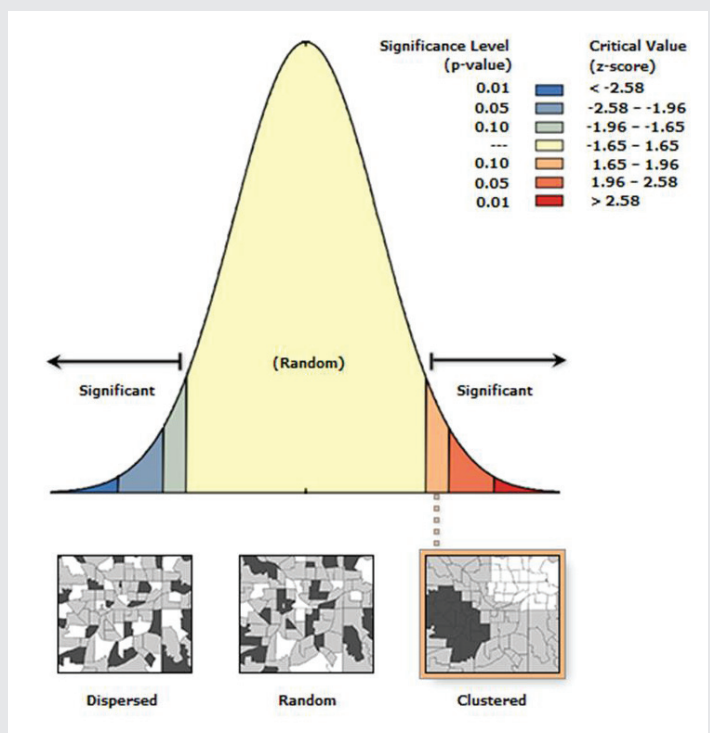 Significance Level Critical Value
(p-value) (z-score)
0.01 < -2.58
0.05 -2.58 – -1.96
0.10 -1.96 – -1.65
--- -1.65 – 1.65
0.10 1.65 – 1.96
0.05 1.96 – 2.58
0.01 > 2.58
(Random)
Significant Significant
Dispersed Random Clustered